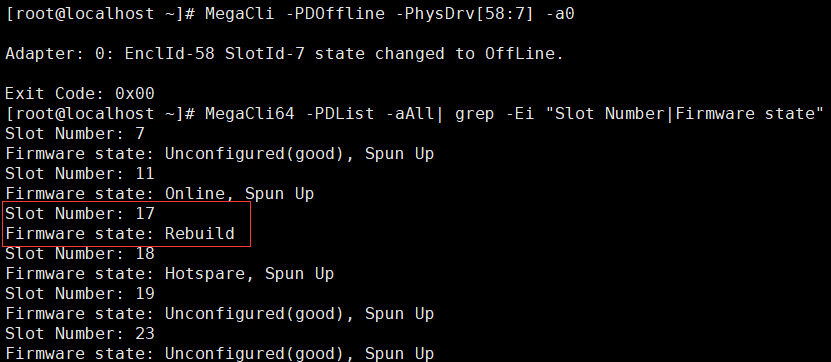 [root@localhost ~]# MegaCli -PDOffline -PhysDrv[58:7] -a0
Adapter: 0: EnclId-58 SlotId-7 state changed to OffLine.
Exit Code: 0x00
[root@localhost ~]# MegaCli64 -PDList -aAll| grep -Ei "Slot Number|Firmware state"
Slot Number: 7
Firmware state: Unconfigured(good), Spun Up
Slot Number: 11
Firmware state: Online, Spun Up
Slot Number: 17
Firmware state: Rebuild
Slot Number: 18
Firmware state: Hotspare, Spun Up
Slot Number: 19
Firmware state: Unconfigured(good), Spun Up
Slot Number: 23
Firmware state: Unconfigured(good), Spun Up